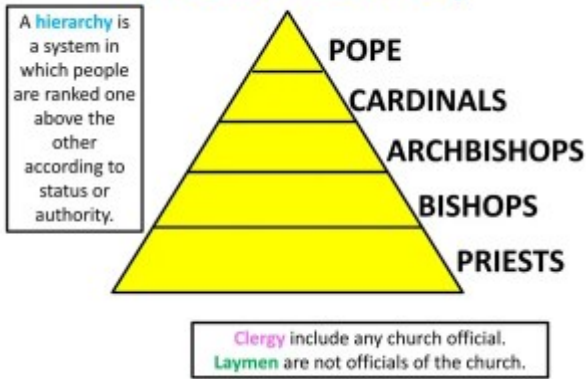 A hierarchy is
a system in
which people
are ranked one
above the
other
according to
status or
authority.
POPE
CARDINALS
ARCHBISHOPS
BISHOPS
PRIESTS
Clergy include any church official.
Laymen are not officials of the church.